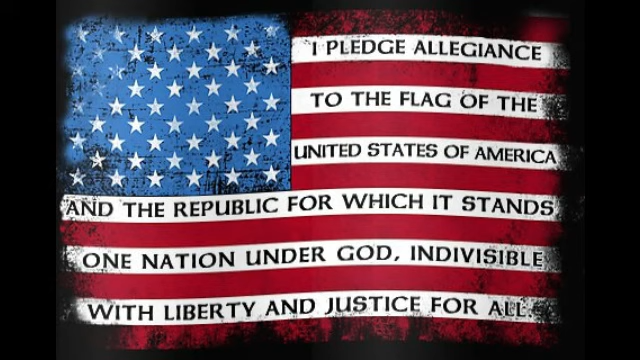 I PLEDGE ALLEGIANCE
TO THE FLAG OF THE
UNITED STATES OF AMERICA
AND THE REPUBLIC FOR WHICH IT STANDS
ONE NATION UNDER GOD, INDIVISIBLE
WITH LIBERTY AND JUSTICE FOR ALL.